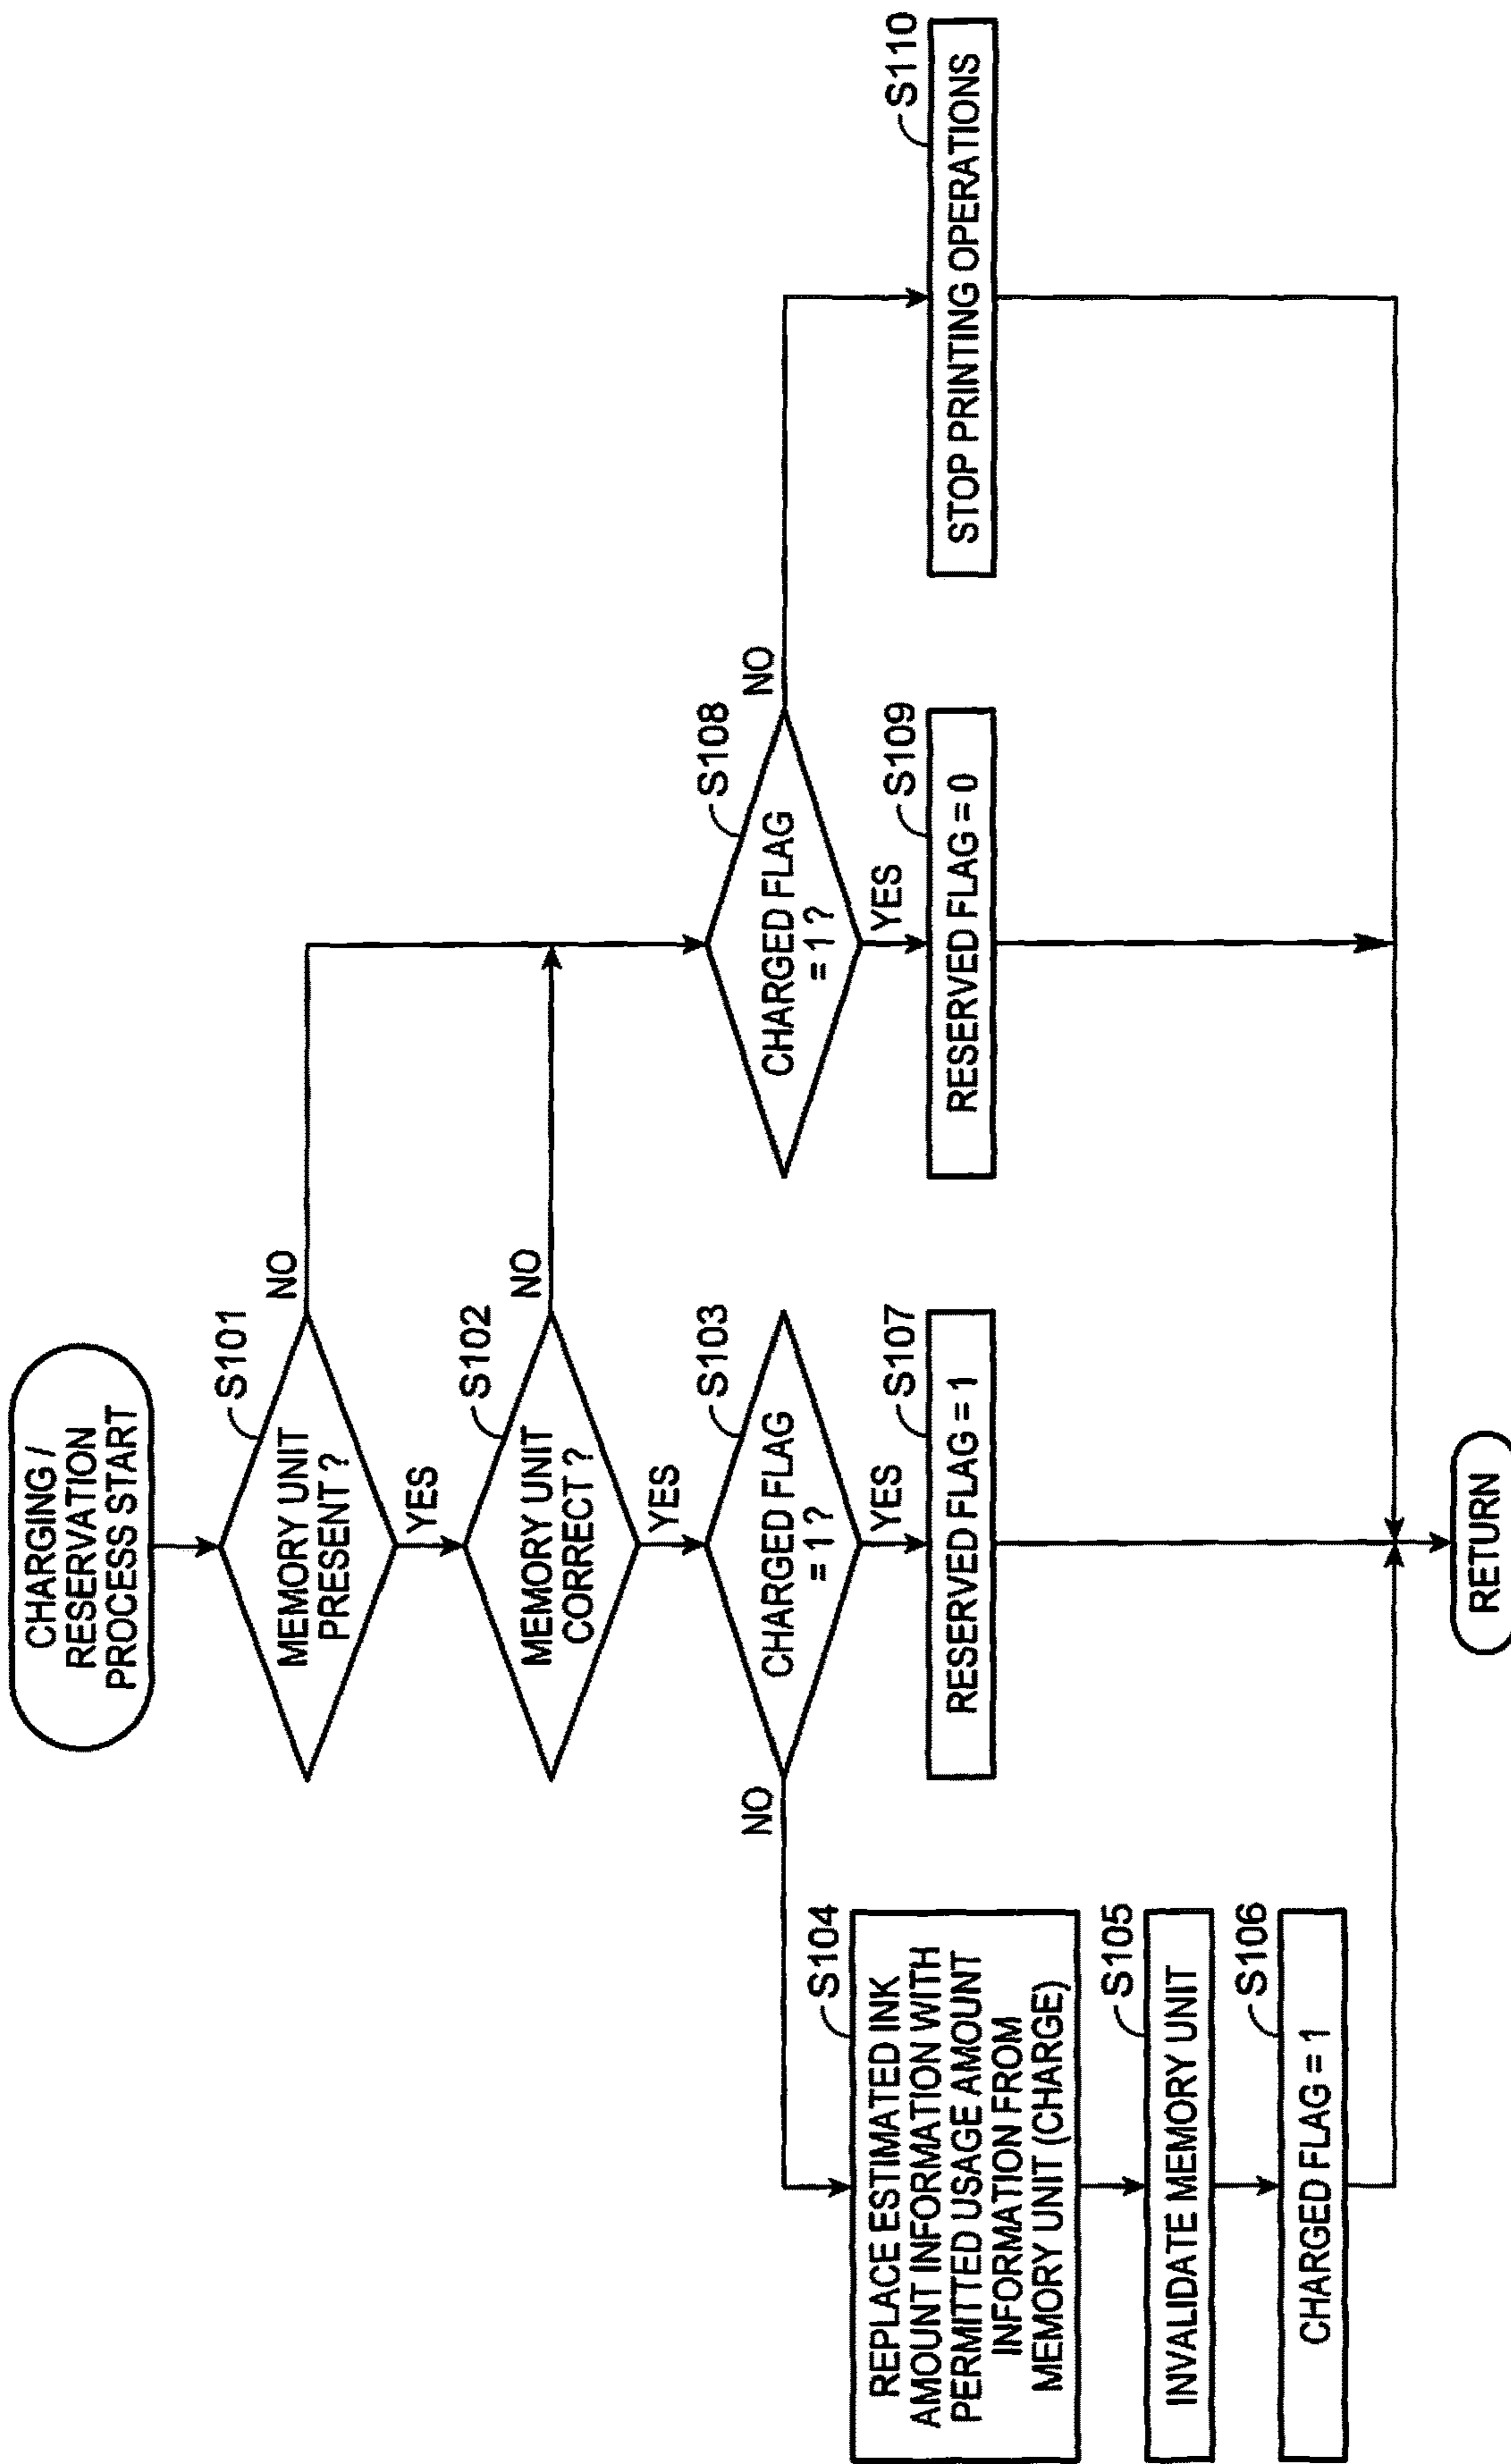 CHARGING /
RESERVATION
PROCESS START
S101
MEMORY UNIT
PRESENT ?
NO
YES
S102
MEMORY UNIT
CORRECT ?
NO
YES
S103
CHARGED FLAG
= 1 ?
NO
YES
S104
REPLACE ESTIMATED INK
AMOUNT INFORMATION WITH
PERMITTED USAGE AMOUNT
INFORMATION FROM
MEMORY UNIT (CHARGE)
S105
INVALIDATE MEMORY UNIT
S106
CHARGED FLAG = 1
S107
RESERVED FLAG = 1
S108
CHARGED FLAG
= 1 ?
NO
YES
S109
RESERVED FLAG = 0
S110
STOP PRINTING OPERATIONS
RETURN